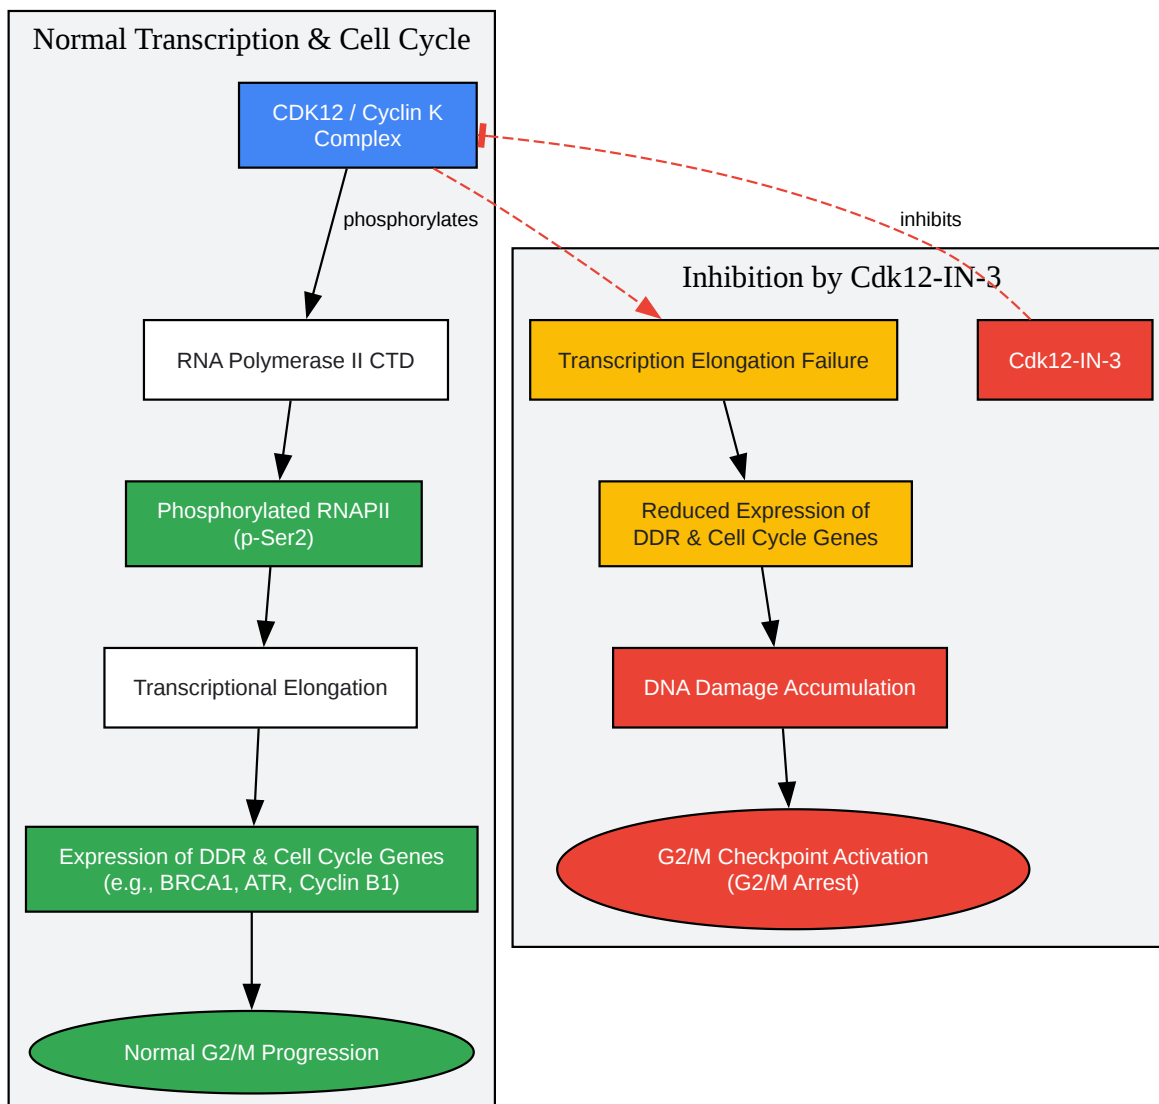 Normal Transcription & Cell Cycle
CDK12 / Cyclin K
Complex
phosphorylates
RNA Polymerase II CTD
Phosphorylated RNAPII
(p-Ser2)
Transcriptional Elongation
Expression of DDR & Cell Cycle Genes
(e.g., BRCA1, ATR, Cyclin B1)
Normal G2/M Progression
inhibits
Inhibition by Cdk12-IN-3
Transcription Elongation Failure
Cdk12-IN-3
Reduced Expression of
DDR & Cell Cycle Genes
DNA Damage Accumulation
G2/M Checkpoint Activation
(G2/M Arrest)